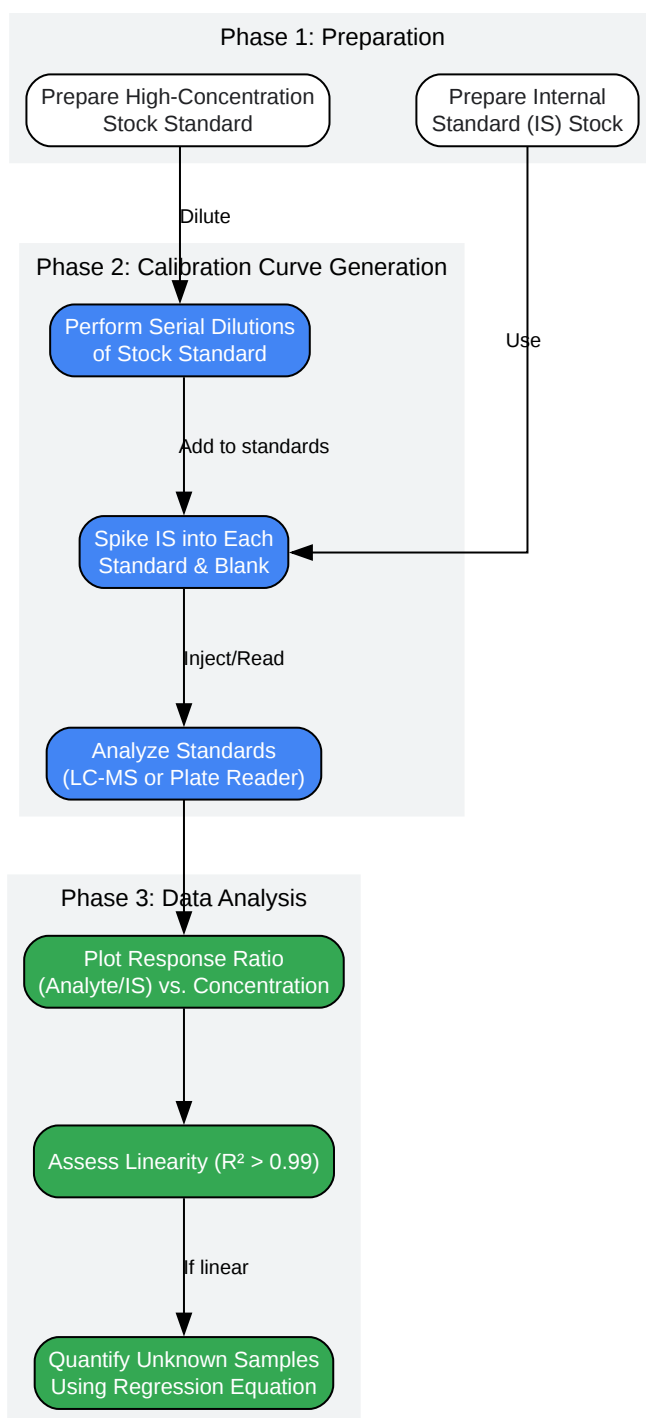 Phase 1: Preparation
Prepare High-Concentration
Stock Standard
Prepare Internal
Standard (IS) Stock
Dilute
Phase 2: Calibration Curve Generation
Perform Serial Dilutions
of Stock Standard
Use
Add to standards
Spike IS into Each
Standard & Blank
Inject/Read
Analyze Standards
(LC-MS or Plate Reader)
Phase 3: Data Analysis
Plot Response Ratio
(Analyte/IS) vs. Concentration
Assess Linearity (R² > 0.99)
If linear
Quantify Unknown Samples
Using Regression Equation